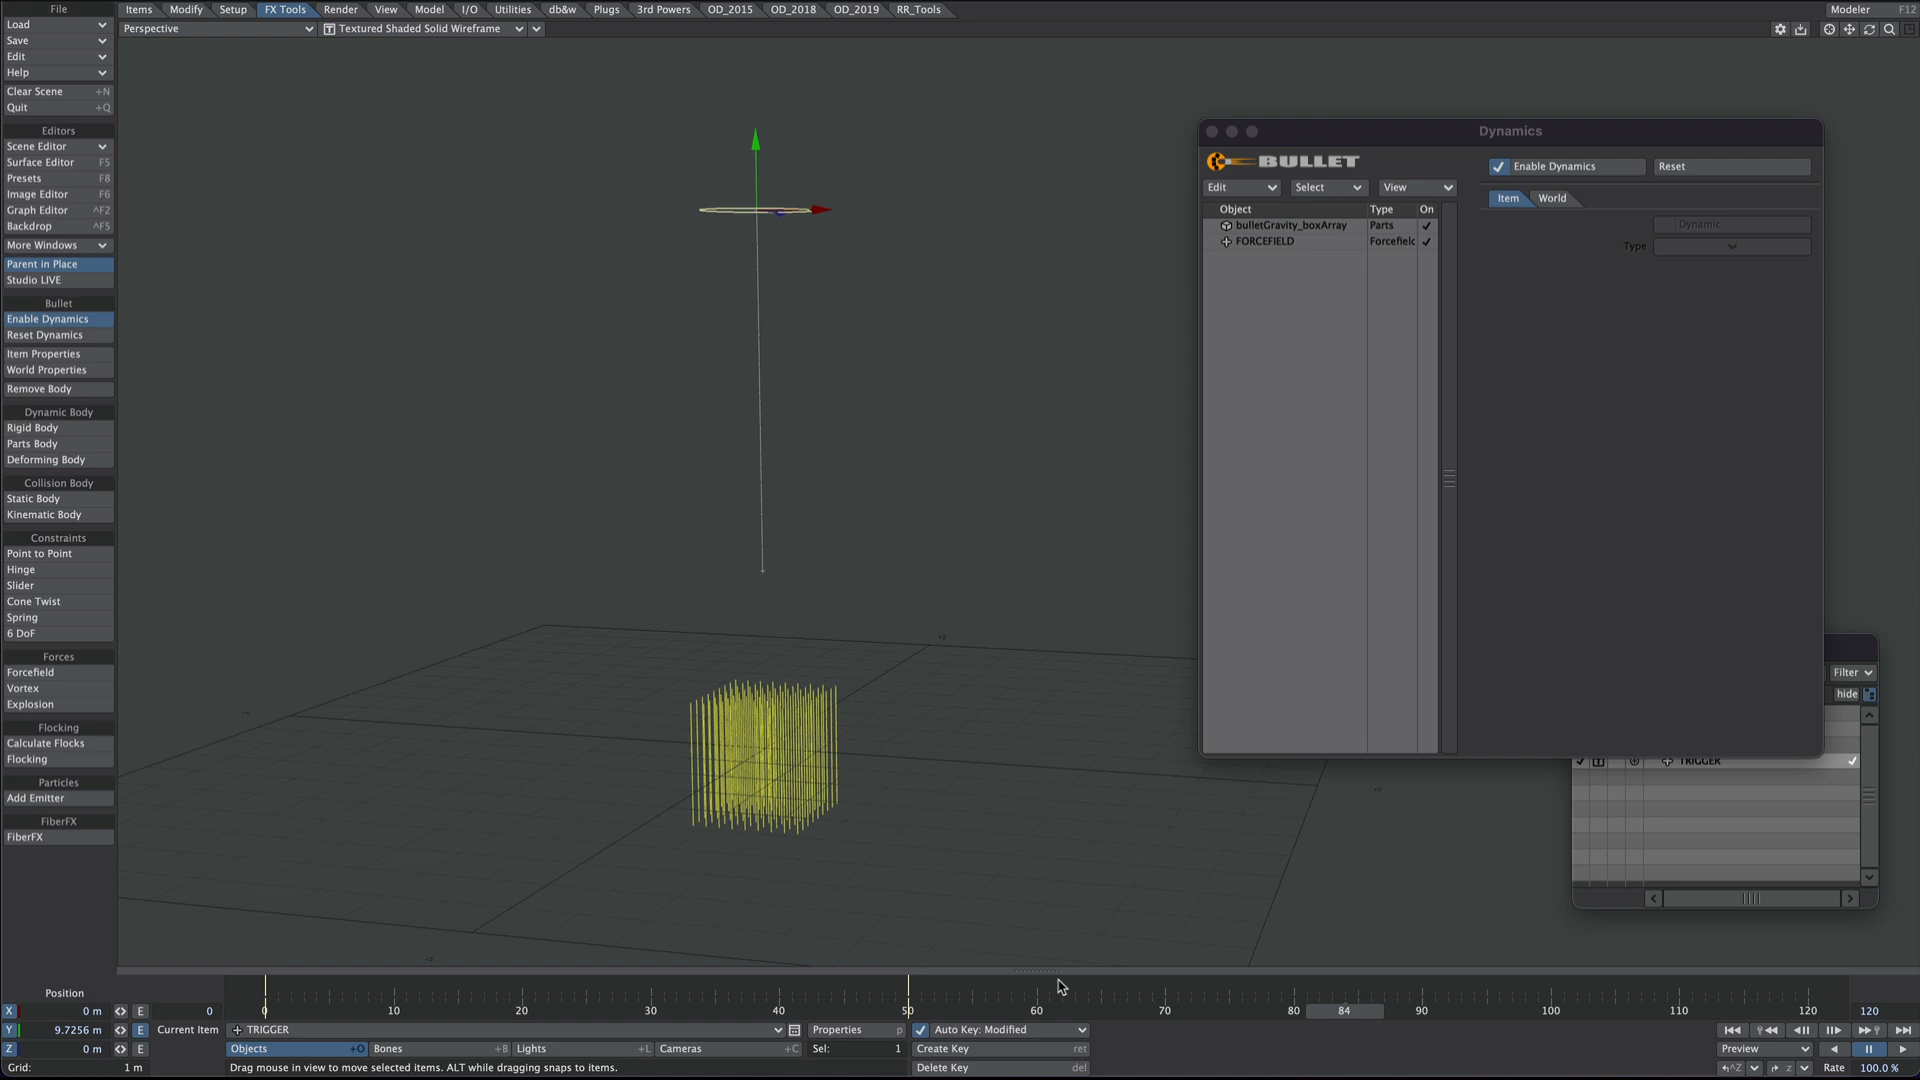 File
Items Modify Setup FX Tools Render View Model I/O Utilities db&w Plugs 3rd Powers OD_2015 OD_2018 OD_2019 RR_Tools
Modeler F12
Load
Perspective
Textured Shaded Solid Wireframe
Save
Edit
Help
Clear Scene +N
Quit +Q
Editors
Scene Editor
Surface Editor F5
Presets F8
Image Editor F6
Graph Editor ^F2
Backdrop ^F5
More Windows
Parent in Place
Studio LIVE
Bullet
Enable Dynamics
Reset Dynamics
Item Properties
World Properties
Remove Body
Dynamic Body
Rigid Body
Parts Body
Deforming Body
Collision Body
Static Body
Kinematic Body
Constraints
Point to Point
Hinge
Slider
Cone Twist
Spring
6 DoF
Forces
Forcefield
Vortex
Explosion
Flocking
Calculate Flocks
Flocking
Particles
Add Emitter
FiberFX
FiberFX
Dynamics
BULLET
Enable Dynamics Reset
Edit Select View
Item World
Object Type On
bulletGravity_boxArray Parts
FORCEFIELD Forcefielc
Dynamic
Type
Filter
hide
TRIGGER
Position
X 0 m E 0
0 10 20 30 40 50 60 70 80 84 90 100 110 120 120
Y 9.7256 m E Current Item TRIGGER Properties p Auto Key: Modified
Z 0 m E Objects +O Bones +B Lights +L Cameras +C Sel: 1 Create Key ret Preview
Grid: 1 m Drag mouse in view to move selected items. ALT while dragging snaps to items. Delete Key del ^Z z Rate 100.0 %